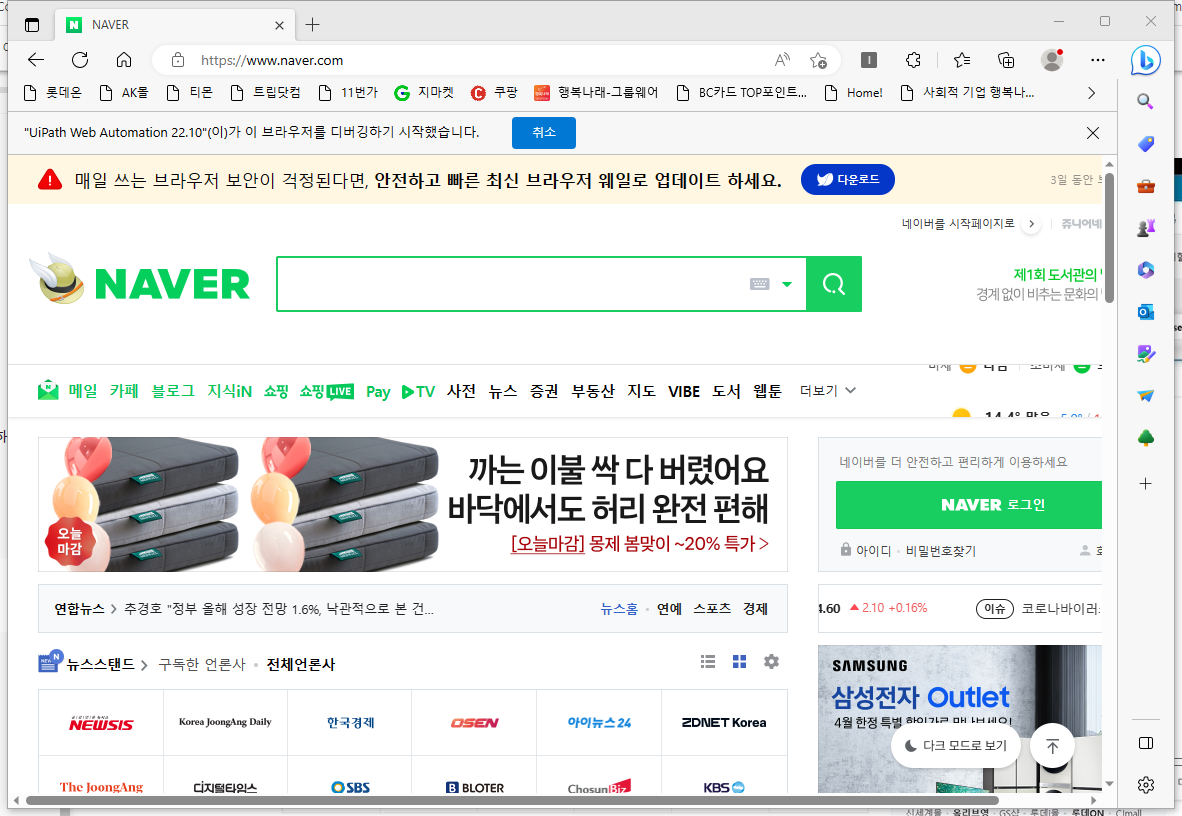 NAVER
https://www.naver.com
롯데온 AK몰 티몬 트립닷컴 11번가 지마켓 쿠팡 행복나래-그룹웨어 BC카드 TOP포인트... Home! 사회적 기업 행복나...
"UiPath Web Automation 22.10"(이)가 이 브라우저를 디버깅하기 시작했습니다. 취소
매일 쓰는 브라우저 보안이 걱정된다면, 안전하고 빠른 최신 브라우저 웨일로 업데이트 하세요. 다운로드 3일 동안
네이버를 시작페이지로 쥬니어네
NAVER
제1회 도서관의
경계 없이 비추는 문화의
메일 카페 블로그 지식iN 쇼핑 쇼핑LIVE Pay TV 사전 뉴스 증권 부동산 지도 VIBE 도서 웹툰 더보기
까는 이불 싹 다 버렸어요
바닥에서도 허리 완전 편해
[오늘마감] 몽제 봄맞이 ~20% 특가 >
오늘
마감
네이버를 더 안전하고 편리하게 이용하세요
NAVER 로그인
아이디 · 비밀번호찾기
연합뉴스 > 추경호 "정부 올해 성장 전망 1.6%, 낙관적으로 본 건... 뉴스홈 · 연예 스포츠 경제
4.60 ▲ 2.10 +0.16% 이슈 코로나바이러
뉴스스탠드 > 구독한 언론사 · 전체언론사
NEWSIS Korea JoongAng Daily 한국경제 OSEN 아이뉴스24 ZDNET Korea
The JoongAng 디지털타임스 SBS BLOTER ChosunBiz KBS
SAMSUNG
삼성전자 Outlet
4월 한정 특별 할인가로 만나보세요!
다크 모드로 보기